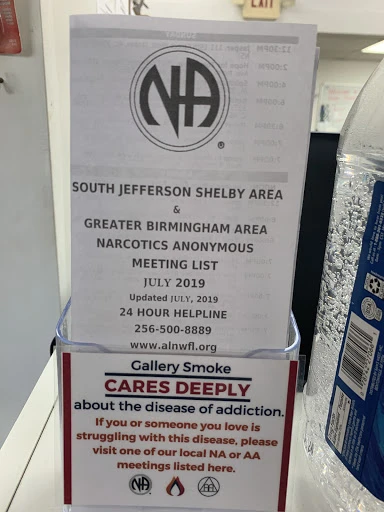 EXIT
NA
®
SOUTH JEFFERSON SHELBY AREA
&
GREATER BIRMINGHAM AREA
NARCOTICS ANONYMOUS
MEETING LIST
JULY 2019
Updated JULY, 2019
24 HOUR HELPLINE
256-500-8889
www.alnwfl.org
Gallery Smoke
CARES DEEPLY
about the disease of addiction.
If you or someone you love is
struggling with this disease, please
visit one of our local NA or AA
meetings listed here.
NA